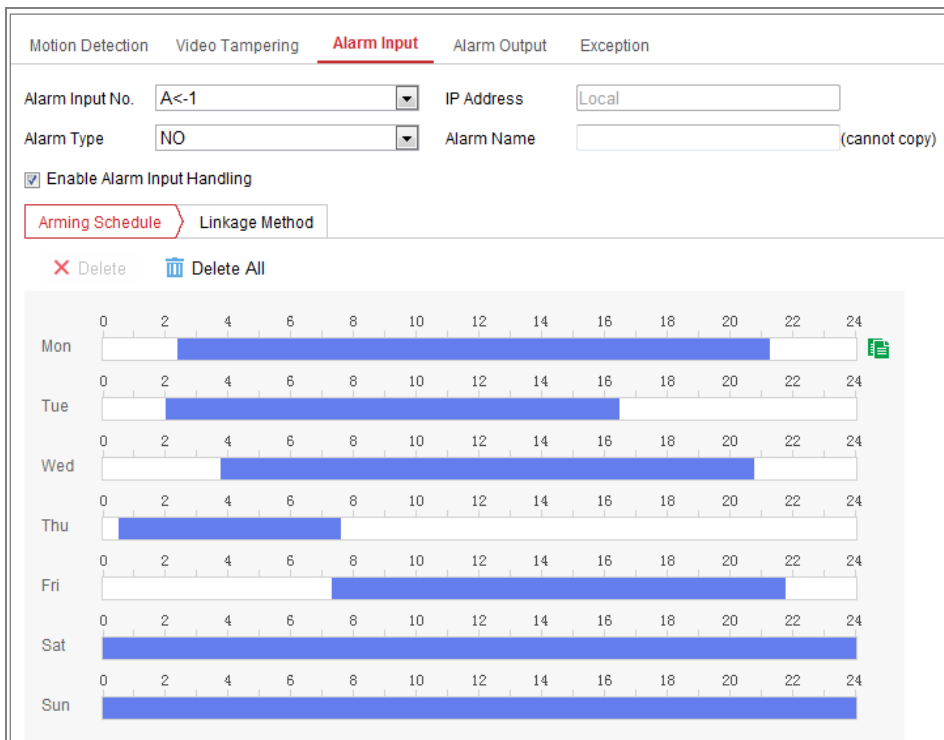 Motion Detection Video Tampering Alarm Input Alarm Output Exception
Alarm Input No. A<-1 IP Address Local
Alarm Type NO Alarm Name (cannot copy)
Enable Alarm Input Handling
Arming Schedule Linkage Method
Delete Delete All
0 2 4 6 8 10 12 14 16 18 20 22 24
Mon
0 2 4 6 8 10 12 14 16 18 20 22 24
Tue
0 2 4 6 8 10 12 14 16 18 20 22 24
Wed
0 2 4 6 8 10 12 14 16 18 20 22 24
Thu
0 2 4 6 8 10 12 14 16 18 20 22 24
Fri
0 2 4 6 8 10 12 14 16 18 20 22 24
Sat
0 2 4 6 8 10 12 14 16 18 20 22 24
Sun